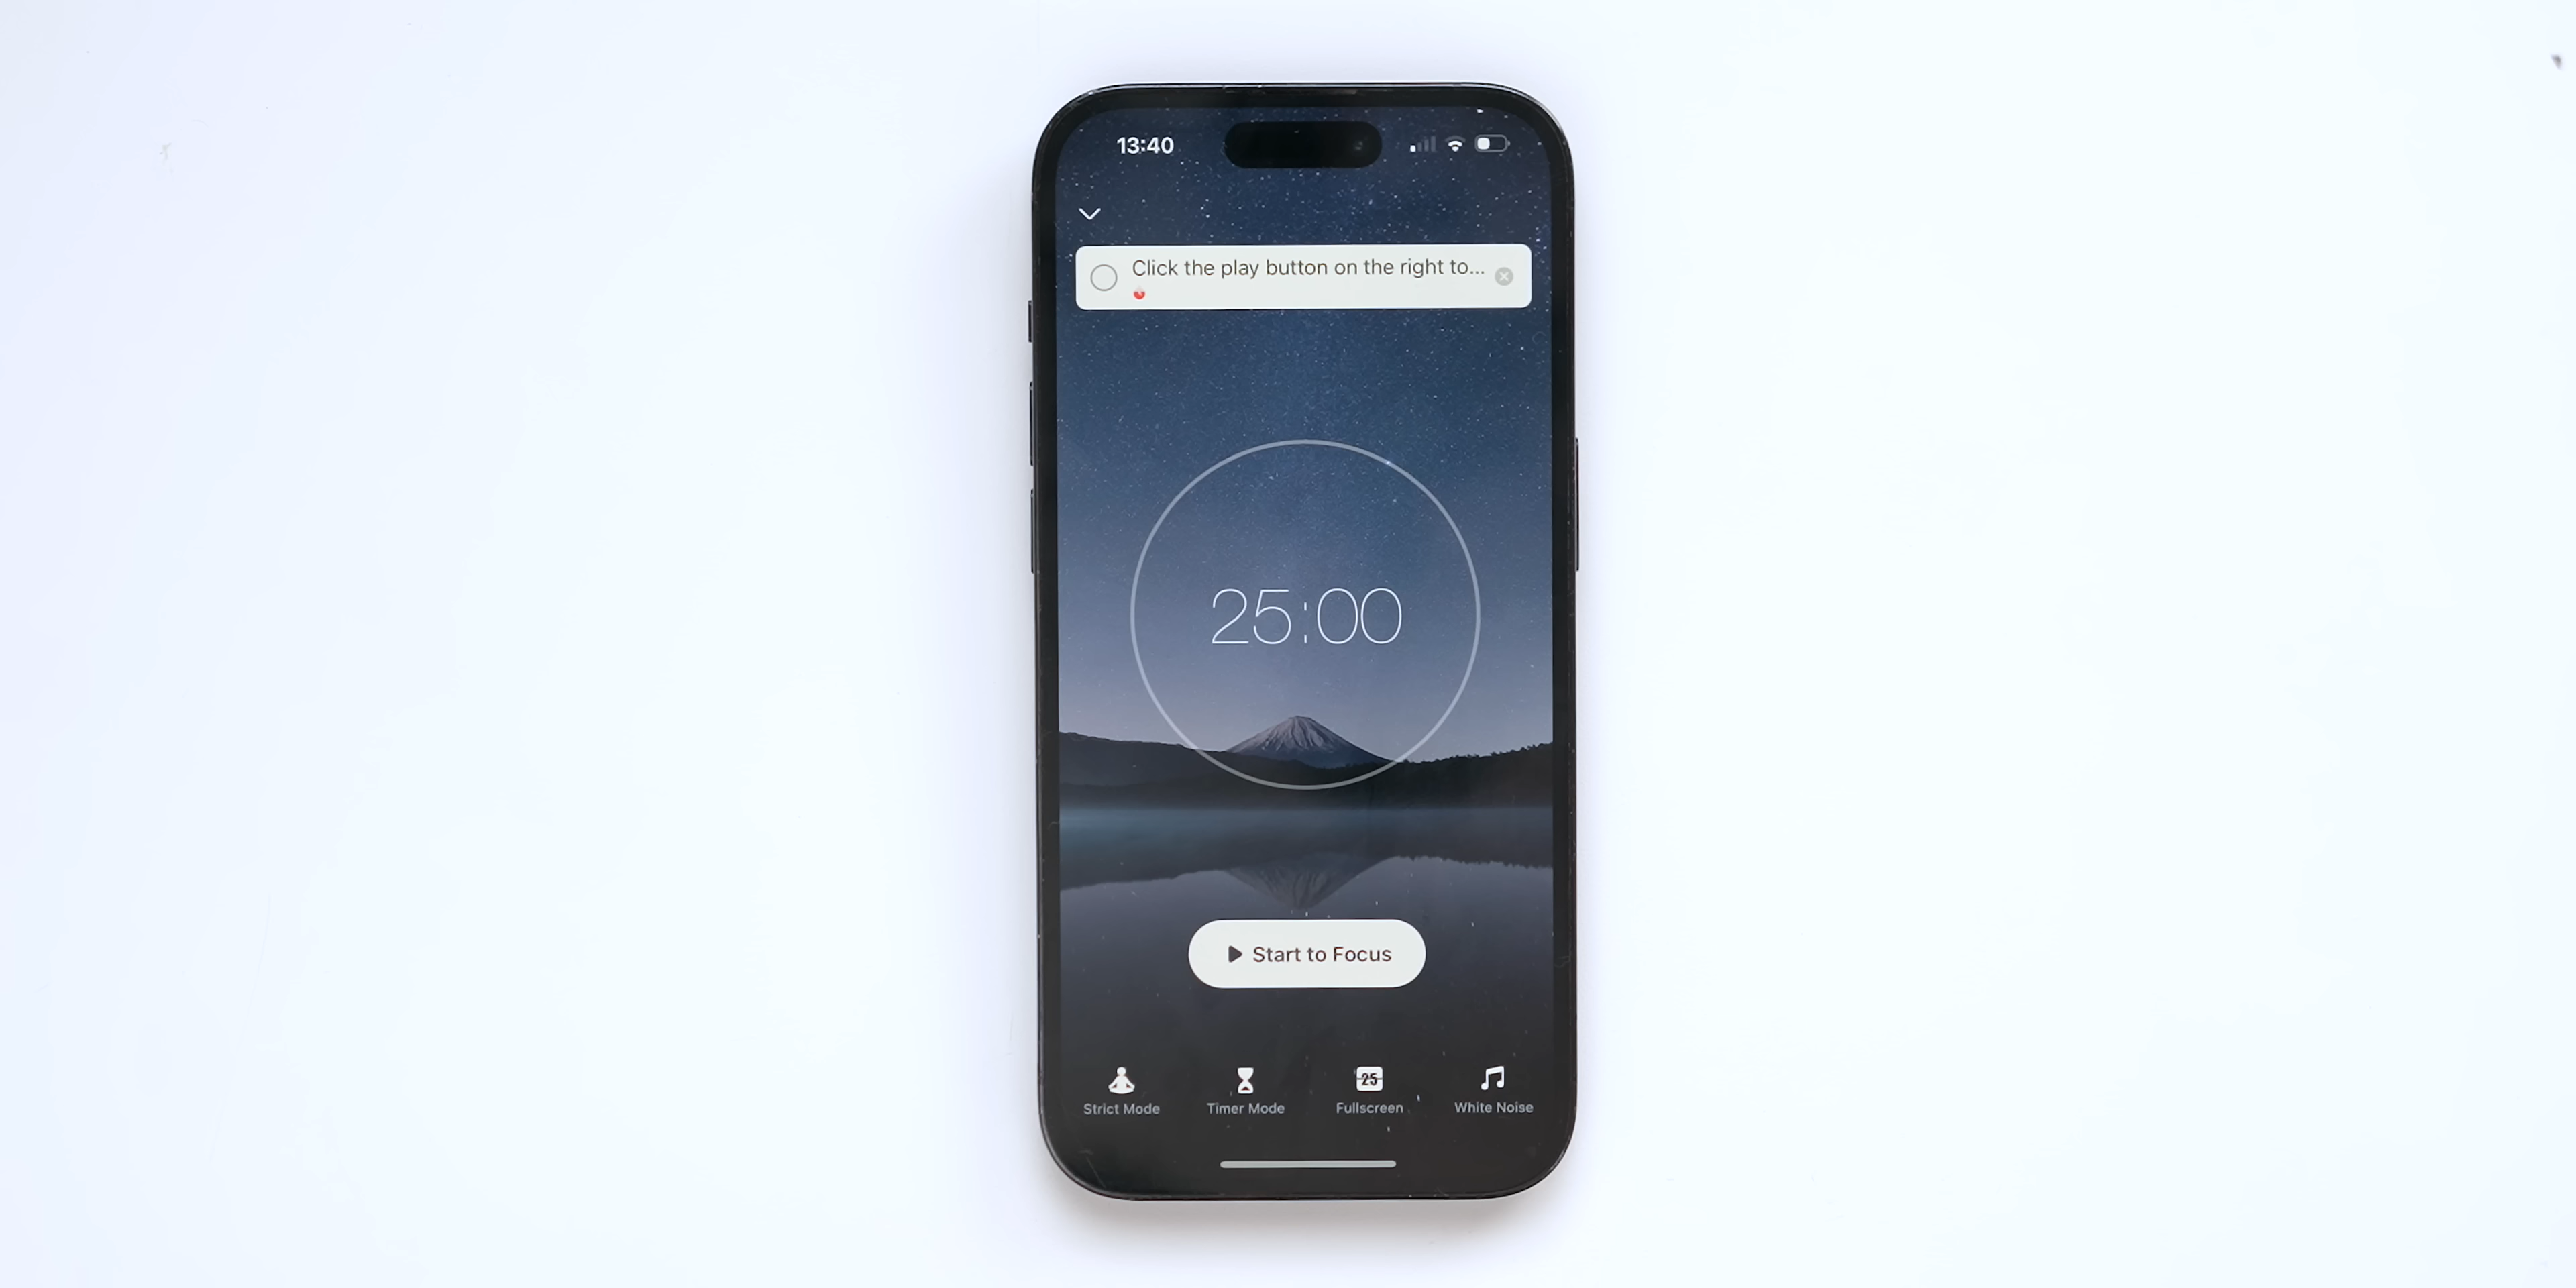 13:40
Click the play button on the right to...
25:00
Start to Focus
25
Strict Mode
Timer Mode
Fullscreen
White Noise